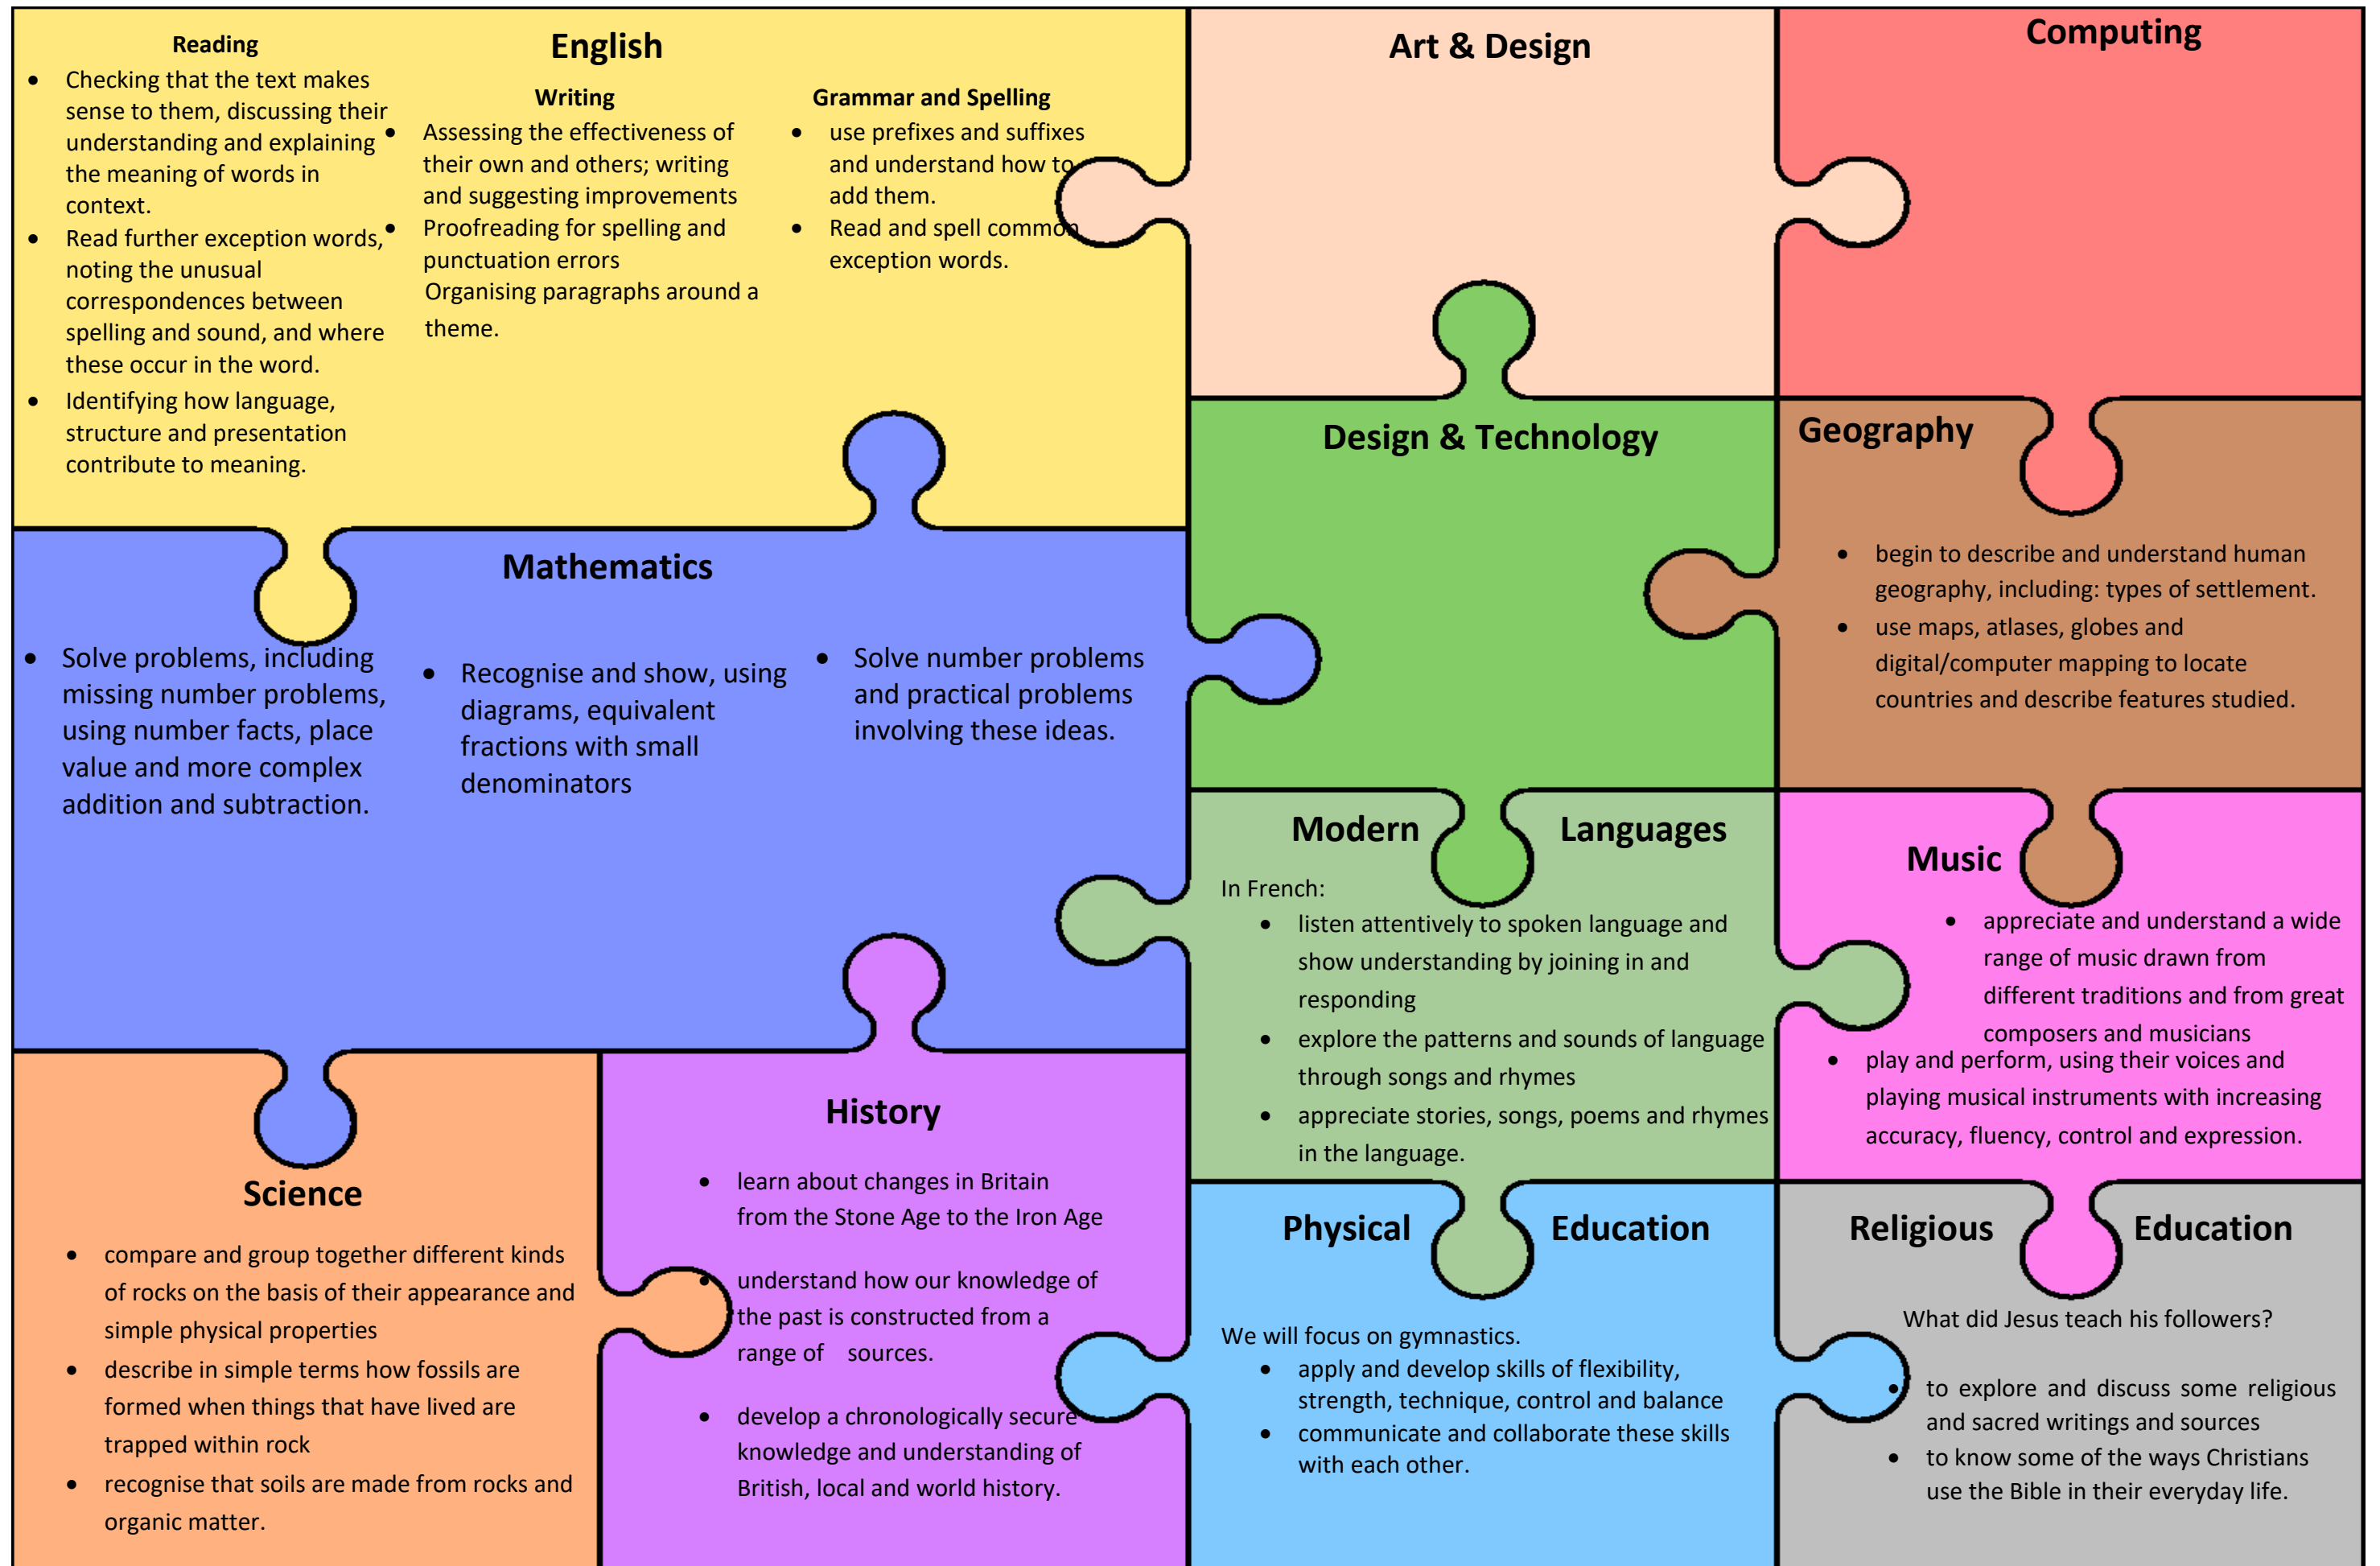 English
Reading
• Checking that the text makes
sense to them, discussing their
understanding and explaining
the meaning of words in
context.
• Read further exception words,
noting the unusual
correspondences between
spelling and sound, and where
these occur in the word.
• Identifying how language,
structure and presentation
contribute to meaning.
Writing
• Assessing the effectiveness of
their own and others; writing
and suggesting improvements
• Proofreading for spelling and
punctuation errors
Organising paragraphs around a
theme.
Grammar and Spelling
• use prefixes and suffixes
and understand how to
add them.
• Read and spell common
exception words.
Art & Design
Computing
Mathematics
• Solve problems, including
missing number problems,
using number facts, place
value and more complex
addition and subtraction.
• Recognise and show, using
diagrams, equivalent
fractions with small
denominators
• Solve number problems
and practical problems
involving these ideas.
Design & Technology
Geography
• begin to describe and understand human
geography, including: types of settlement.
• use maps, atlases, globes and
digital/computer mapping to locate
countries and describe features studied.
Modern Languages
In French:
• listen attentively to spoken language and
show understanding by joining in and
responding
• explore the patterns and sounds of language
through songs and rhymes
• appreciate stories, songs, poems and rhymes
in the language.
Music
• appreciate and understand a wide
range of music drawn from
different traditions and from great
composers and musicians
• play and perform, using their voices and
playing musical instruments with increasing
accuracy, fluency, control and expression.
Science
• compare and group together different kinds
of rocks on the basis of their appearance and
simple physical properties
• describe in simple terms how fossils are
formed when things that have lived are
trapped within rock
• recognise that soils are made from rocks and
organic matter.
History
• learn about changes in Britain
from the Stone Age to the Iron Age
• understand how our knowledge of
the past is constructed from a
range of sources.
• develop a chronologically secure
knowledge and understanding of
British, local and world history.
Physical Education
We will focus on gymnastics.
• apply and develop skills of flexibility,
strength, technique, control and balance
• communicate and collaborate these skills
with each other.
Religious Education
What did Jesus teach his followers?
• to explore and discuss some religious
and sacred writings and sources
• to know some of the ways Christians
use the Bible in their everyday life.